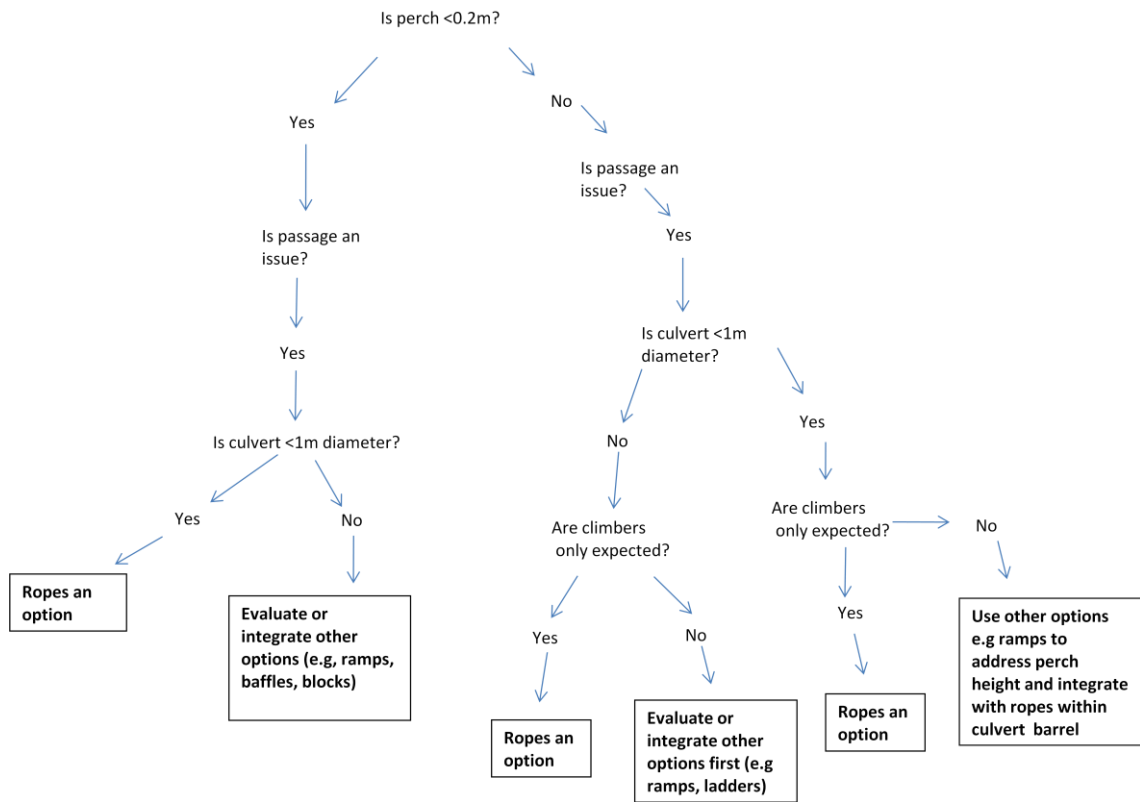 Is perch <0.2m?
Yes
No
Is passage an
issue?
Yes
Is passage an
issue?
Is culvert <1m
diameter?
Yes
Yes
Is culvert <1m diameter?
No
Yes
No
Are climbers
only expected?
Are climbers
only expected?
No
Ropes an
option
Evaluate or
integrate other
options (e.g, ramps,
baffles, blocks)
Yes
No
Yes
Use other options
e.g ramps to
address perch
height and integrate
with ropes within
culvert barrel
Ropes an
option
Evaluate or
integrate other
options first (e.g
ramps, ladders)
Ropes an
option